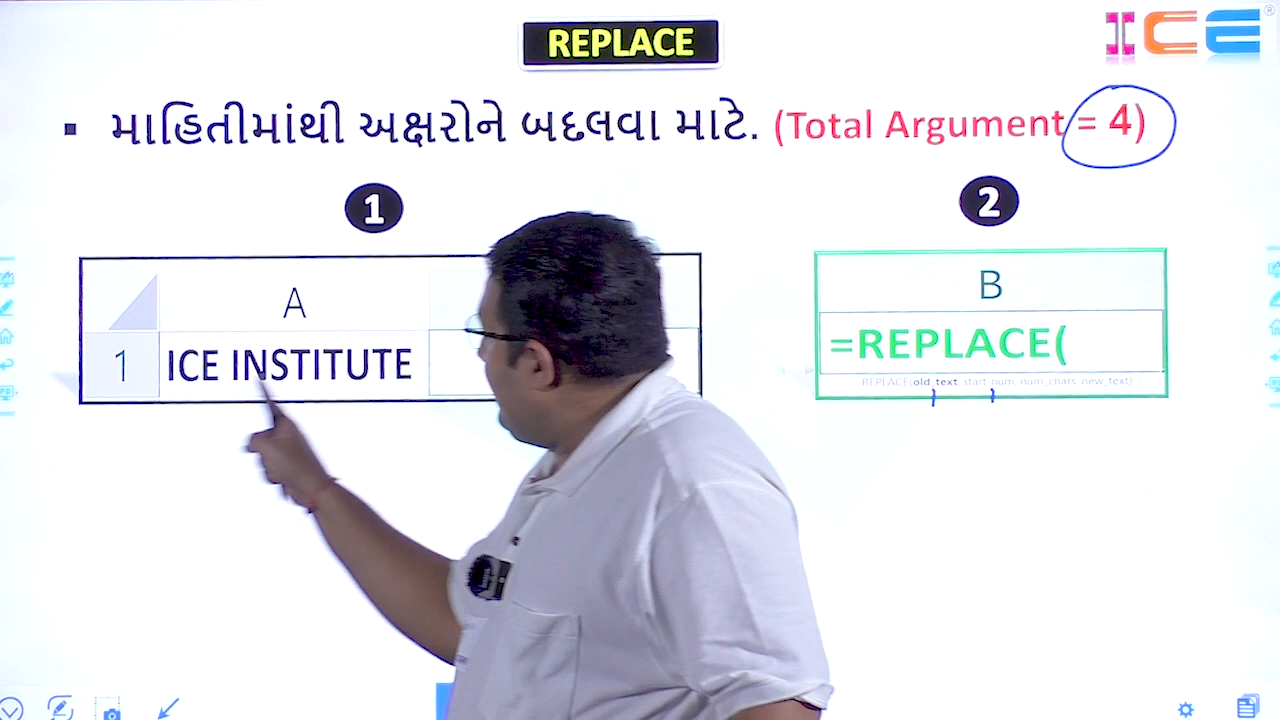 REPLACE
ICE
®
▪ માહિતીમાંથી અક્ષરોને બદલવા માટે. (Total Argument = 4)
1
2
A
1 ICE INSTITUTE
B
=REPLACE(
REPLACE(old_text, start_num, num_chars, new_text)